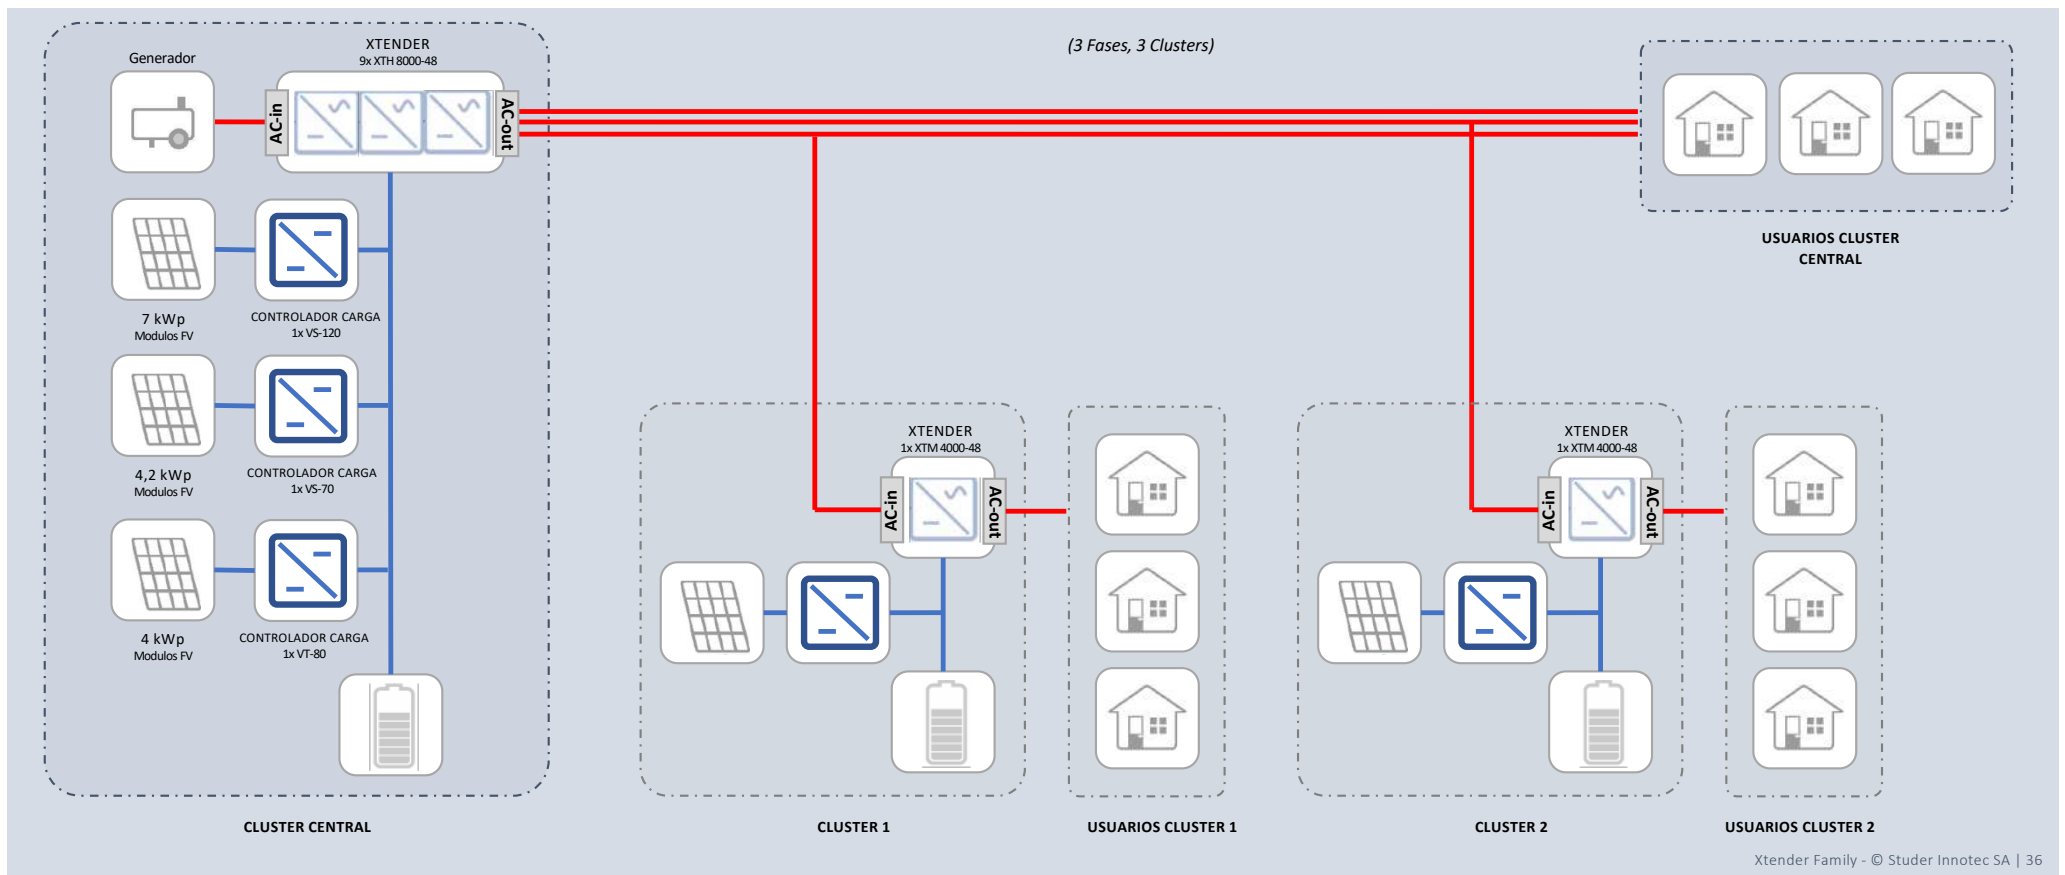 (3 Fases, 3 Clusters)
Generador
XTENDER
9x XTH 8000-48
AC-in
AC-out
7 kWp
Modulos FV
CONTROLADOR CARGA
1x VS-120
4,2 kWp
Modulos FV
CONTROLADOR CARGA
1x VS-70
4 kWp
Modulos FV
CONTROLADOR CARGA
1x VT-80
CLUSTER CENTRAL
USUARIOS CLUSTER
CENTRAL
XTENDER
1x XTM 4000-48
AC-in
AC-out
CLUSTER 1
USUARIOS CLUSTER 1
XTENDER
1x XTM 4000-48
AC-in
AC-out
CLUSTER 2
USUARIOS CLUSTER 2
Xtender Family - © Studer Innotec SA | 36